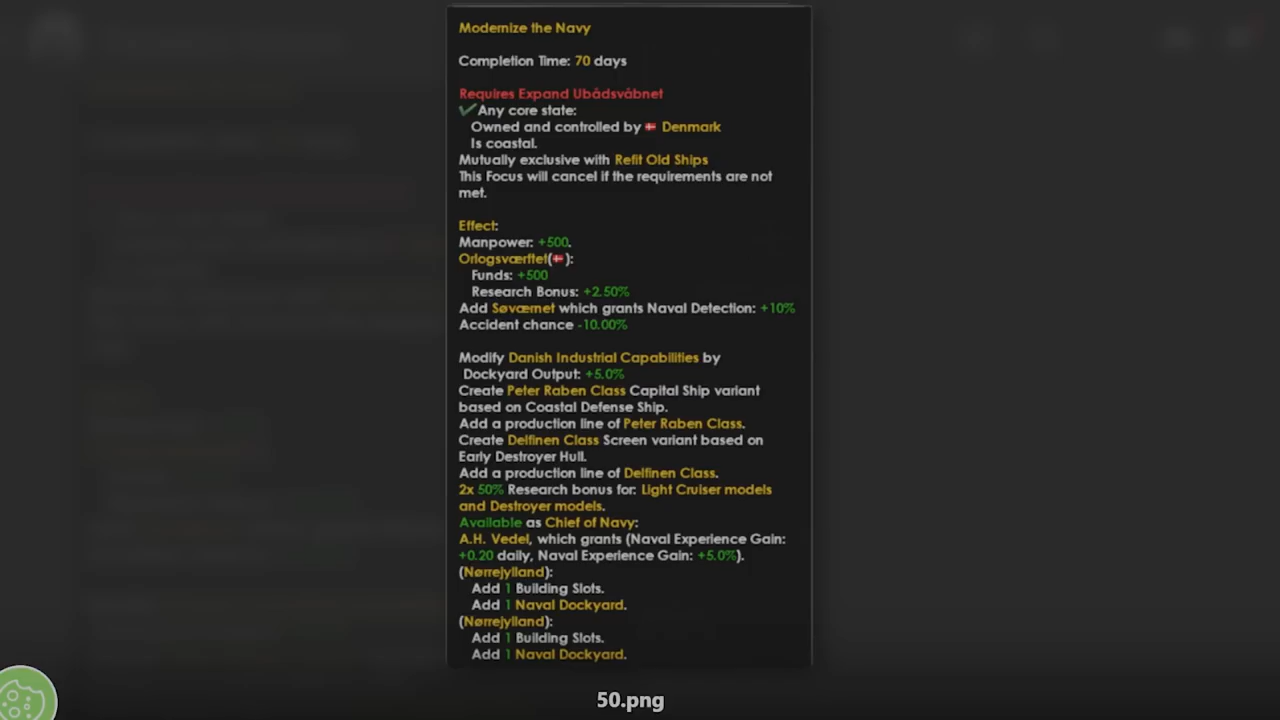 Modernize the Navy
Completion Time: 70 days
Requires Expand Ubådsvåbnet
Any core state:
Owned and controlled by Denmark
Is coastal.
Mutually exclusive with Refit Old Ships
This Focus will cancel if the requirements are not
met.
Effect:
Manpower: +500.
Orlogsværftet():
Funds: +500
Research Bonus: +2.50%
Add Søværnet which grants Naval Detection: +10%
Accident chance -10.00%
Modify Danish Industrial Capabilities by
Dockyard Output: +5.0%
Create Peter Raben Class Capital Ship variant
based on Coastal Defense Ship.
Add a production line of Peter Raben Class.
Create Delfinen Class Screen variant based on
Early Destroyer Hull.
Add a production line of Delfinen Class.
2x 50% Research bonus for: Light Cruiser models
and Destroyer models.
Available as Chief of Navy:
A.H. Vedel, which grants (Naval Experience Gain:
+0.20 daily, Naval Experience Gain: +5.0%).
(Nørrejylland):
Add 1 Building Slots.
Add 1 Naval Dockyard.
(Nørrejylland):
Add 1 Building Slots.
Add 1 Naval Dockyard.
50.png